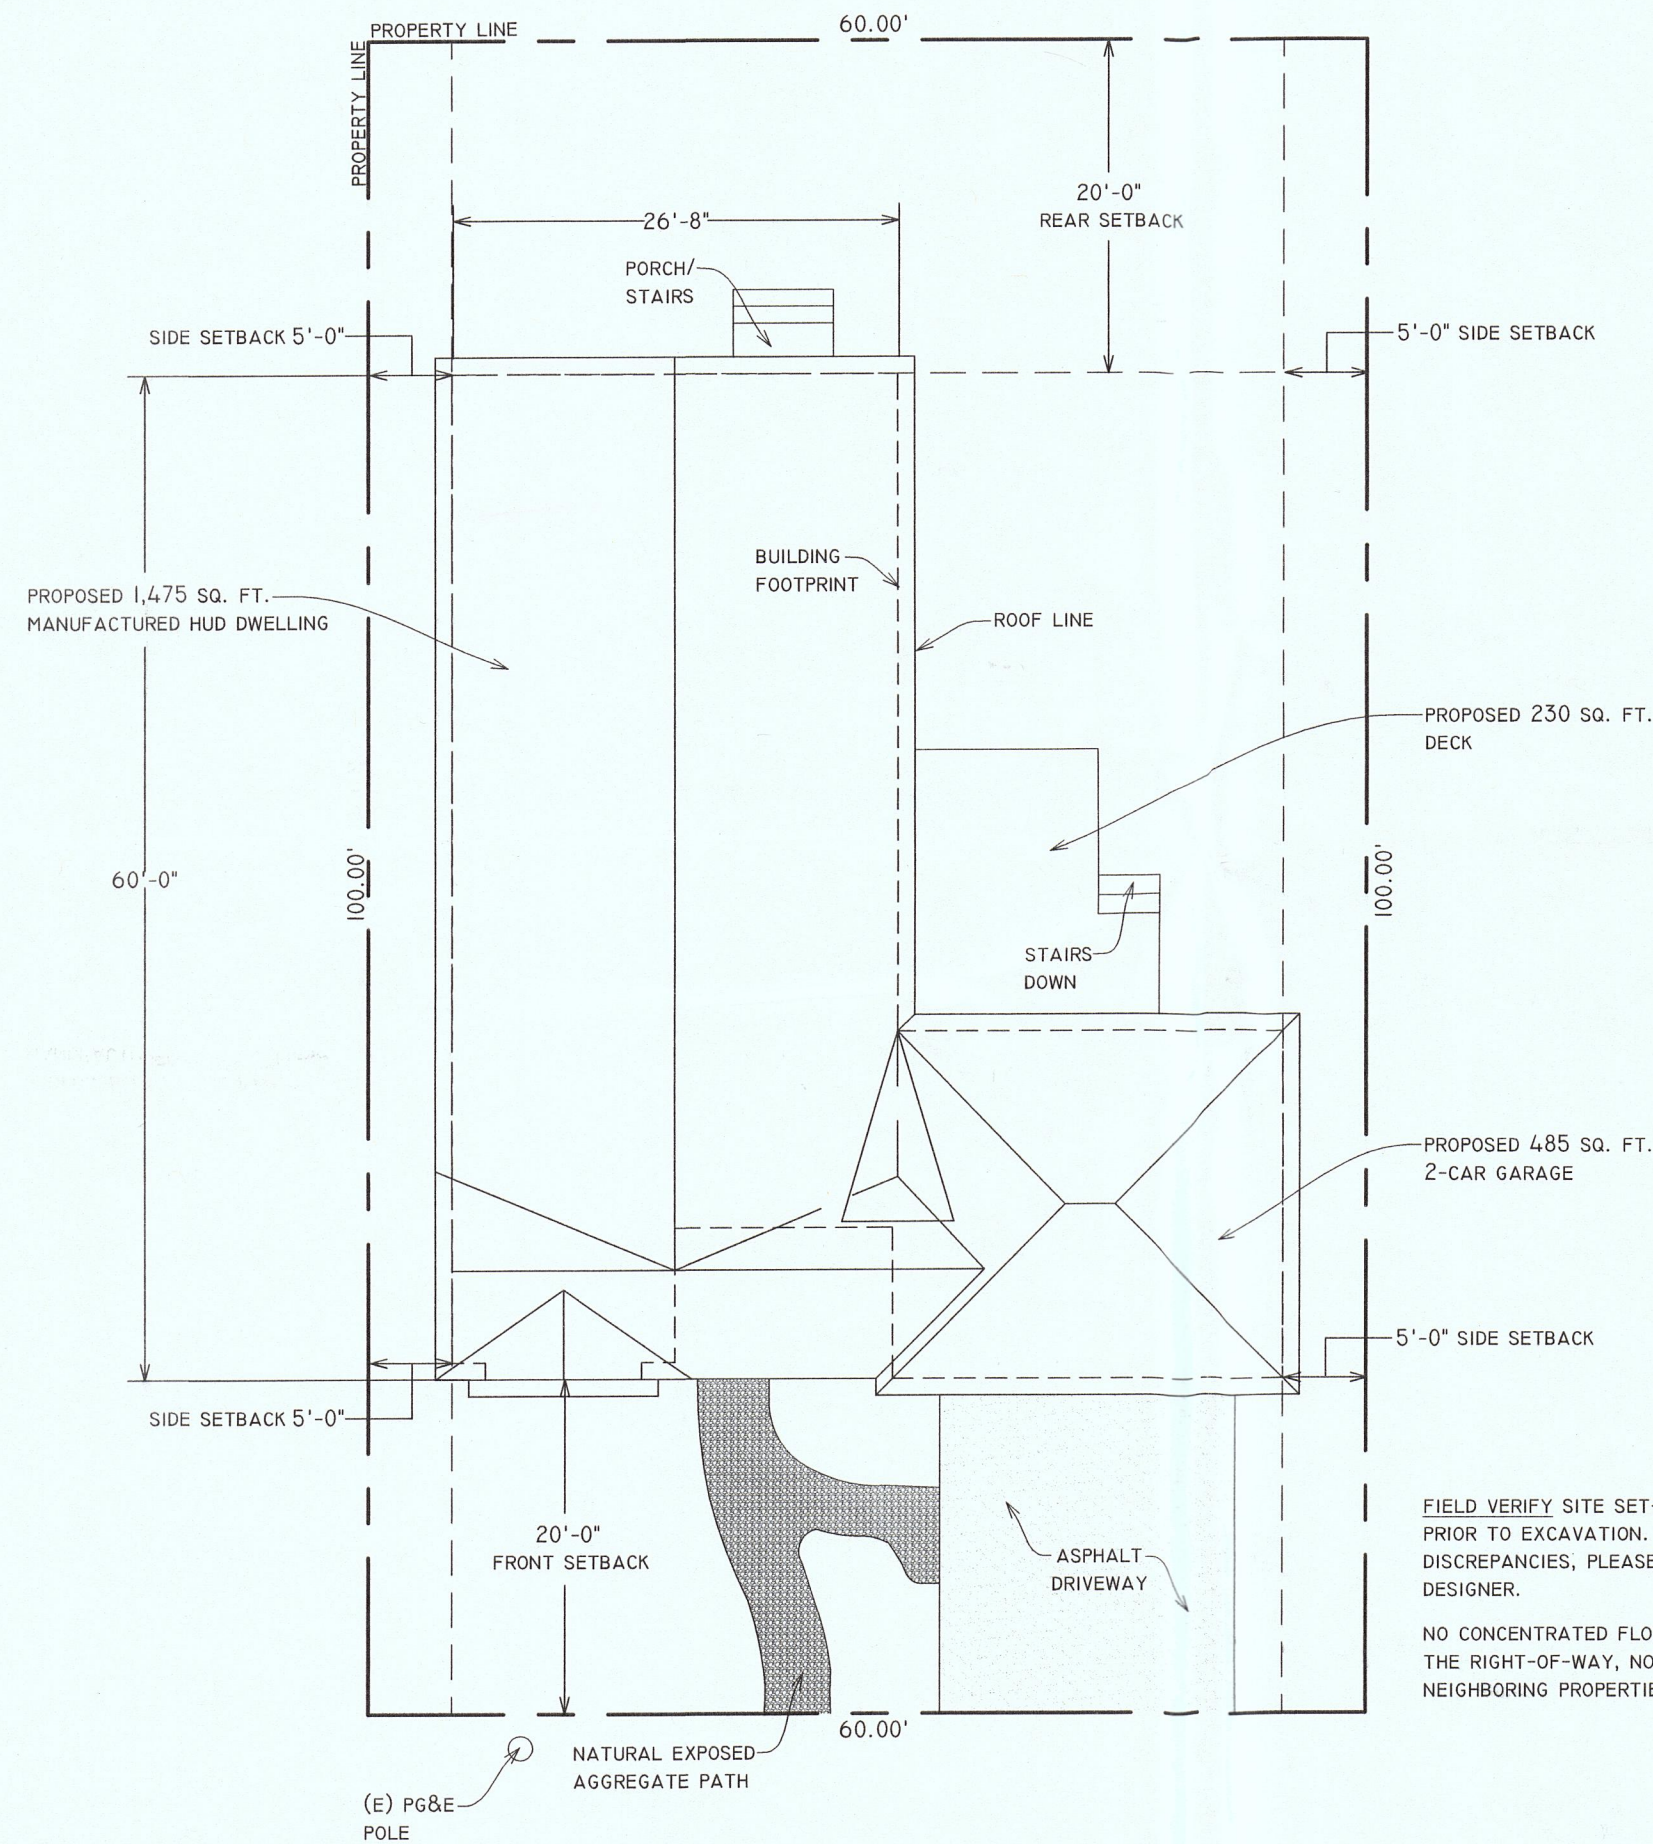 PROPERTY LINE
60.00'
PROPERTY LINE
20'-0"
REAR SETBACK
26'-8"
PORCH/
STAIRS
SIDE SETBACK 5'-0"
5'-0" SIDE SETBACK
BUILDING
FOOTPRINT
PROPOSED 1,475 SQ. FT.
MANUFACTURED HUD DWELLING
ROOF LINE
PROPOSED 230 SQ. FT.
DECK
60'-0"
100.00'
100.00'
STAIRS
DOWN
PROPOSED 485 SQ. FT.
2-CAR GARAGE
5'-0" SIDE SETBACK
SIDE SETBACK 5'-0"
20'-0"
FRONT SETBACK
ASPHALT
DRIVEWAY
FIELD VERIFY SITE SET-
PRIOR TO EXCAVATION.
DISCREPANCIES, PLEASE
DESIGNER.
NO CONCENTRATED FLO
THE RIGHT-OF-WAY, NO
NEIGHBORING PROPERTIE
60.00'
NATURAL EXPOSED
AGGREGATE PATH
(E) PG&E
POLE